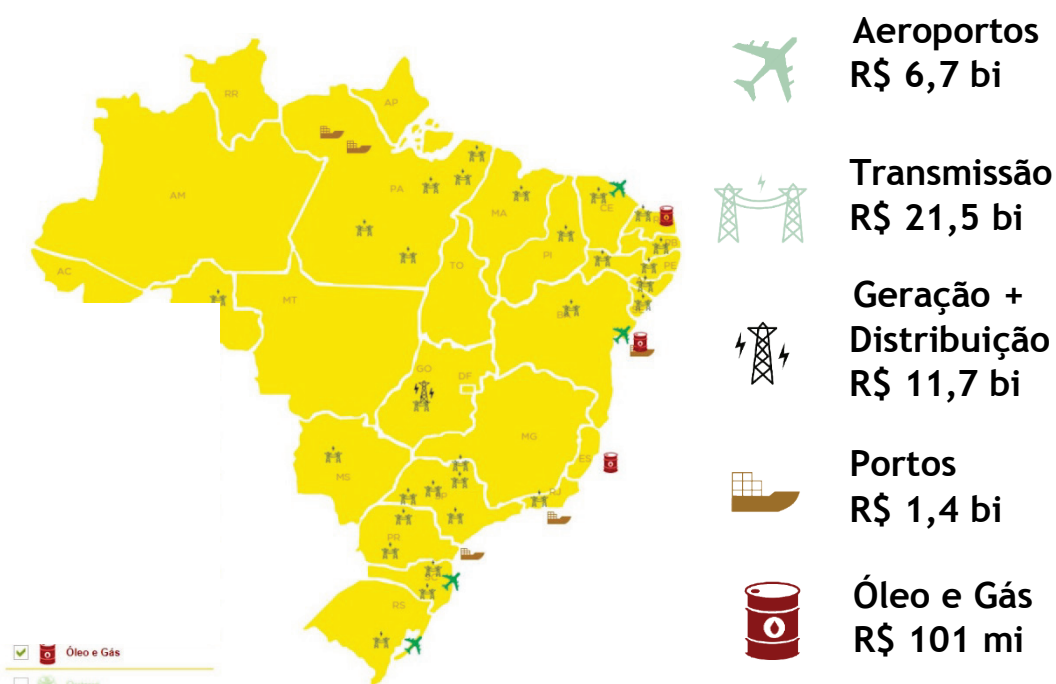 Aeroportos
R$ 6,7 bi
Transmissão
R$ 21,5 bi
Geração +
Distribuição
R$ 11,7 bi
Portos
R$ 1,4 bi
Óleo e Gás
R$ 101 mi
RR
AP
AM
PA
MA
CE
PI
PB
PE
AC
TO
MT
BA
GO
DF
MG
ES
MS
SP
RJ
PR
RS
Óleo e Gás